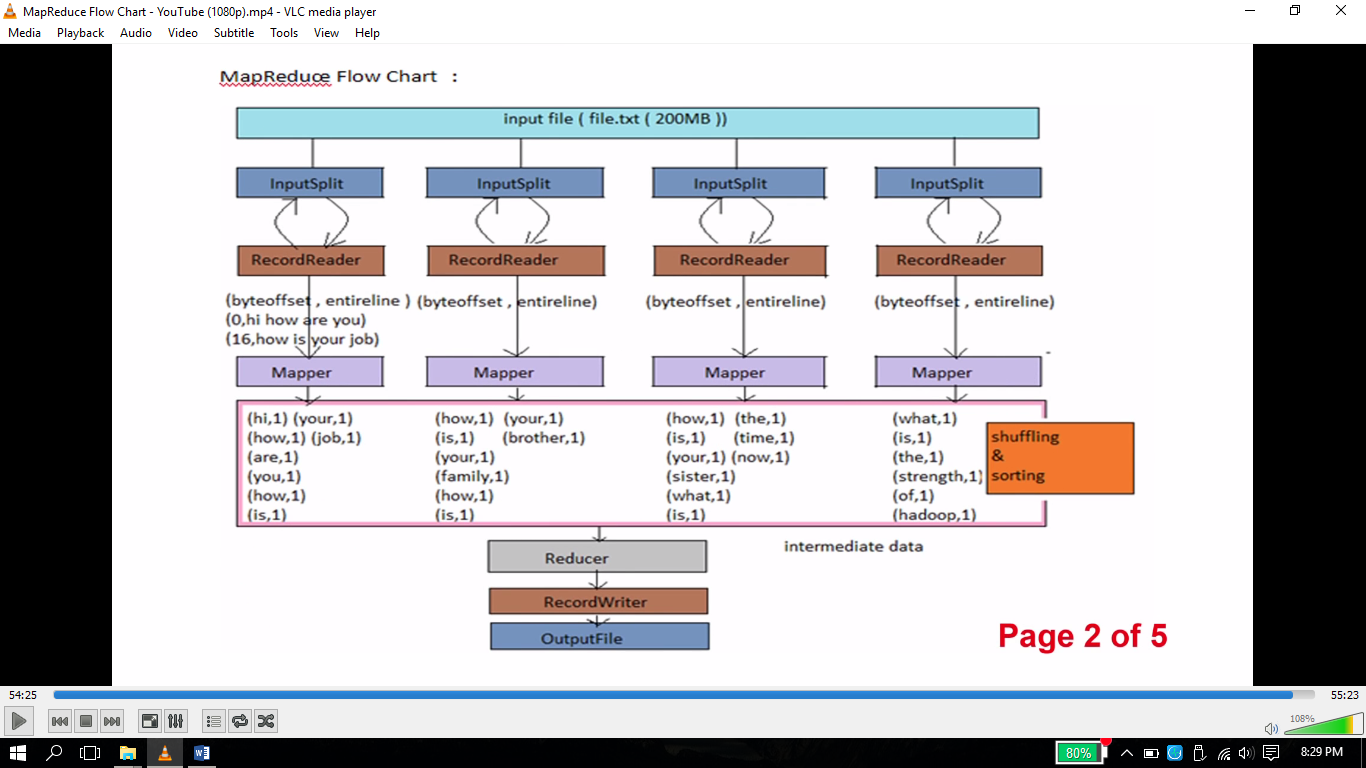 MapReduce Flow Chart - YouTube (1080p).mp4 - VLC media player
Media Playback Audio Video Subtitle Tools View Help
MapReduce Flow Chart :
input file ( file.txt ( 200MB ))
InputSplit InputSplit InputSplit InputSplit
RecordReader RecordReader RecordReader RecordReader
(byteoffset , entireline ) (byteoffset , entireline) (byteoffset , entireline) (byteoffset , entireline)
(0,hi how are you)
(16,how is your job)
Mapper Mapper Mapper Mapper
(hi,1) (your,1)
(how,1) (job,1)
(are,1)
(you,1)
(how,1)
(is,1)
(how,1) (your,1)
(is,1) (brother,1)
(your,1)
(family,1)
(how,1)
(is,1)
(how,1) (the,1)
(is,1) (time,1)
(your,1) (now,1)
(sister,1)
(what,1)
(is,1)
(what,1)
(is,1)
(the,1)
(strength,1)
(of,1)
(hadoop,1)
shuffling
&
sorting
intermediate data
Reducer
RecordWriter
OutputFile
Page 2 of 5
54:25 55:23
108%
80% 8:29 PM